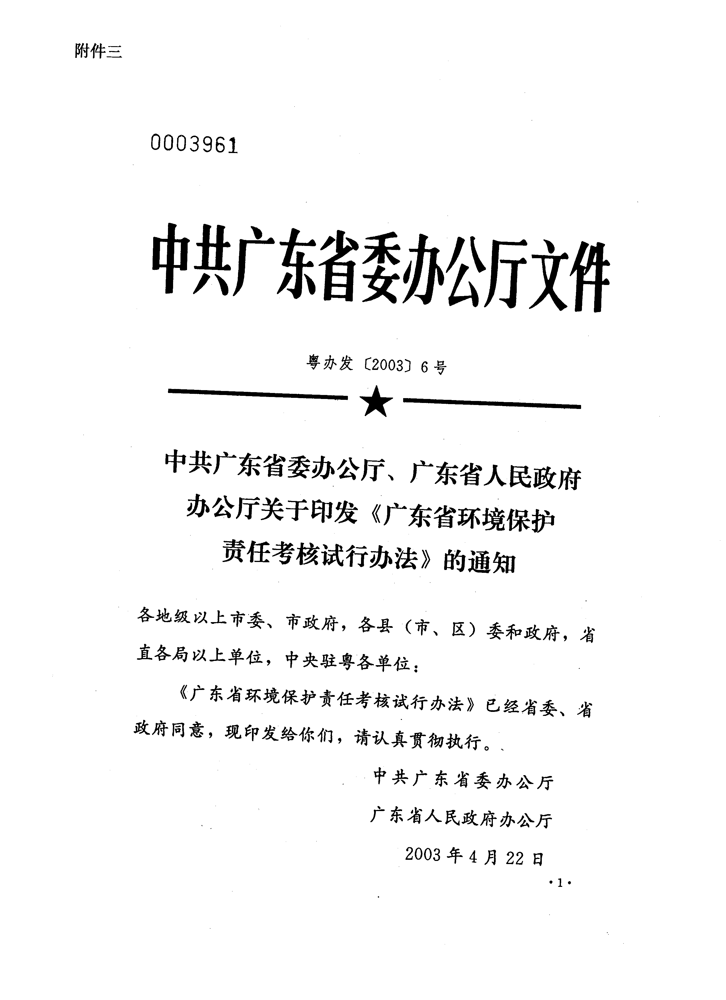 附件三
0003961
中共广东省委办公厅文件
粤办发〔2003〕6号
中共广东省委办公厅、广东省人民政府
办公厅关于印发《广东省环境保护
责任考核试行办法》的通知
各地级以上市委、市政府，各县（市、区）委和政府，省
直各局以上单位，中央驻粤各单位：
《广东省环境保护责任考核试行办法》已经省委、省
政府同意，现印发给你们，请认真贯彻执行。
中共广东省委办公厅
广东省人民政府办公厅
2003年4月22日
·1·